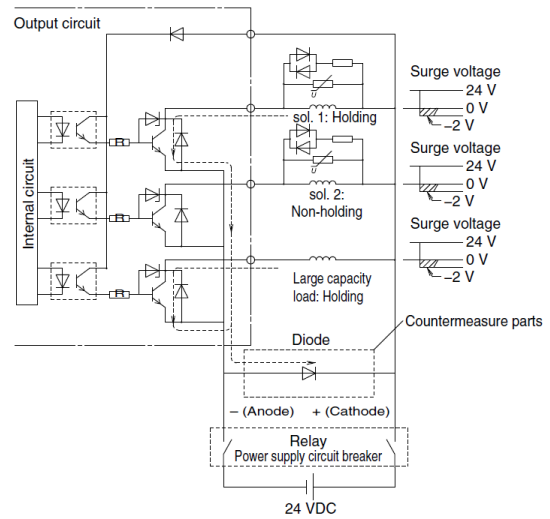 Output circuit
Internal circuit
R
R
R
U
sol. 1: Holding
U
sol. 2:
Non-holding
Large capacity
load: Holding
Surge voltage
24 V
0 V
–2 V
Surge voltage
24 V
0 V
–2 V
Surge voltage
24 V
0 V
–2 V
Countermeasure parts
Diode
– (Anode) + (Cathode)
Relay
Power supply circuit breaker
24 VDC